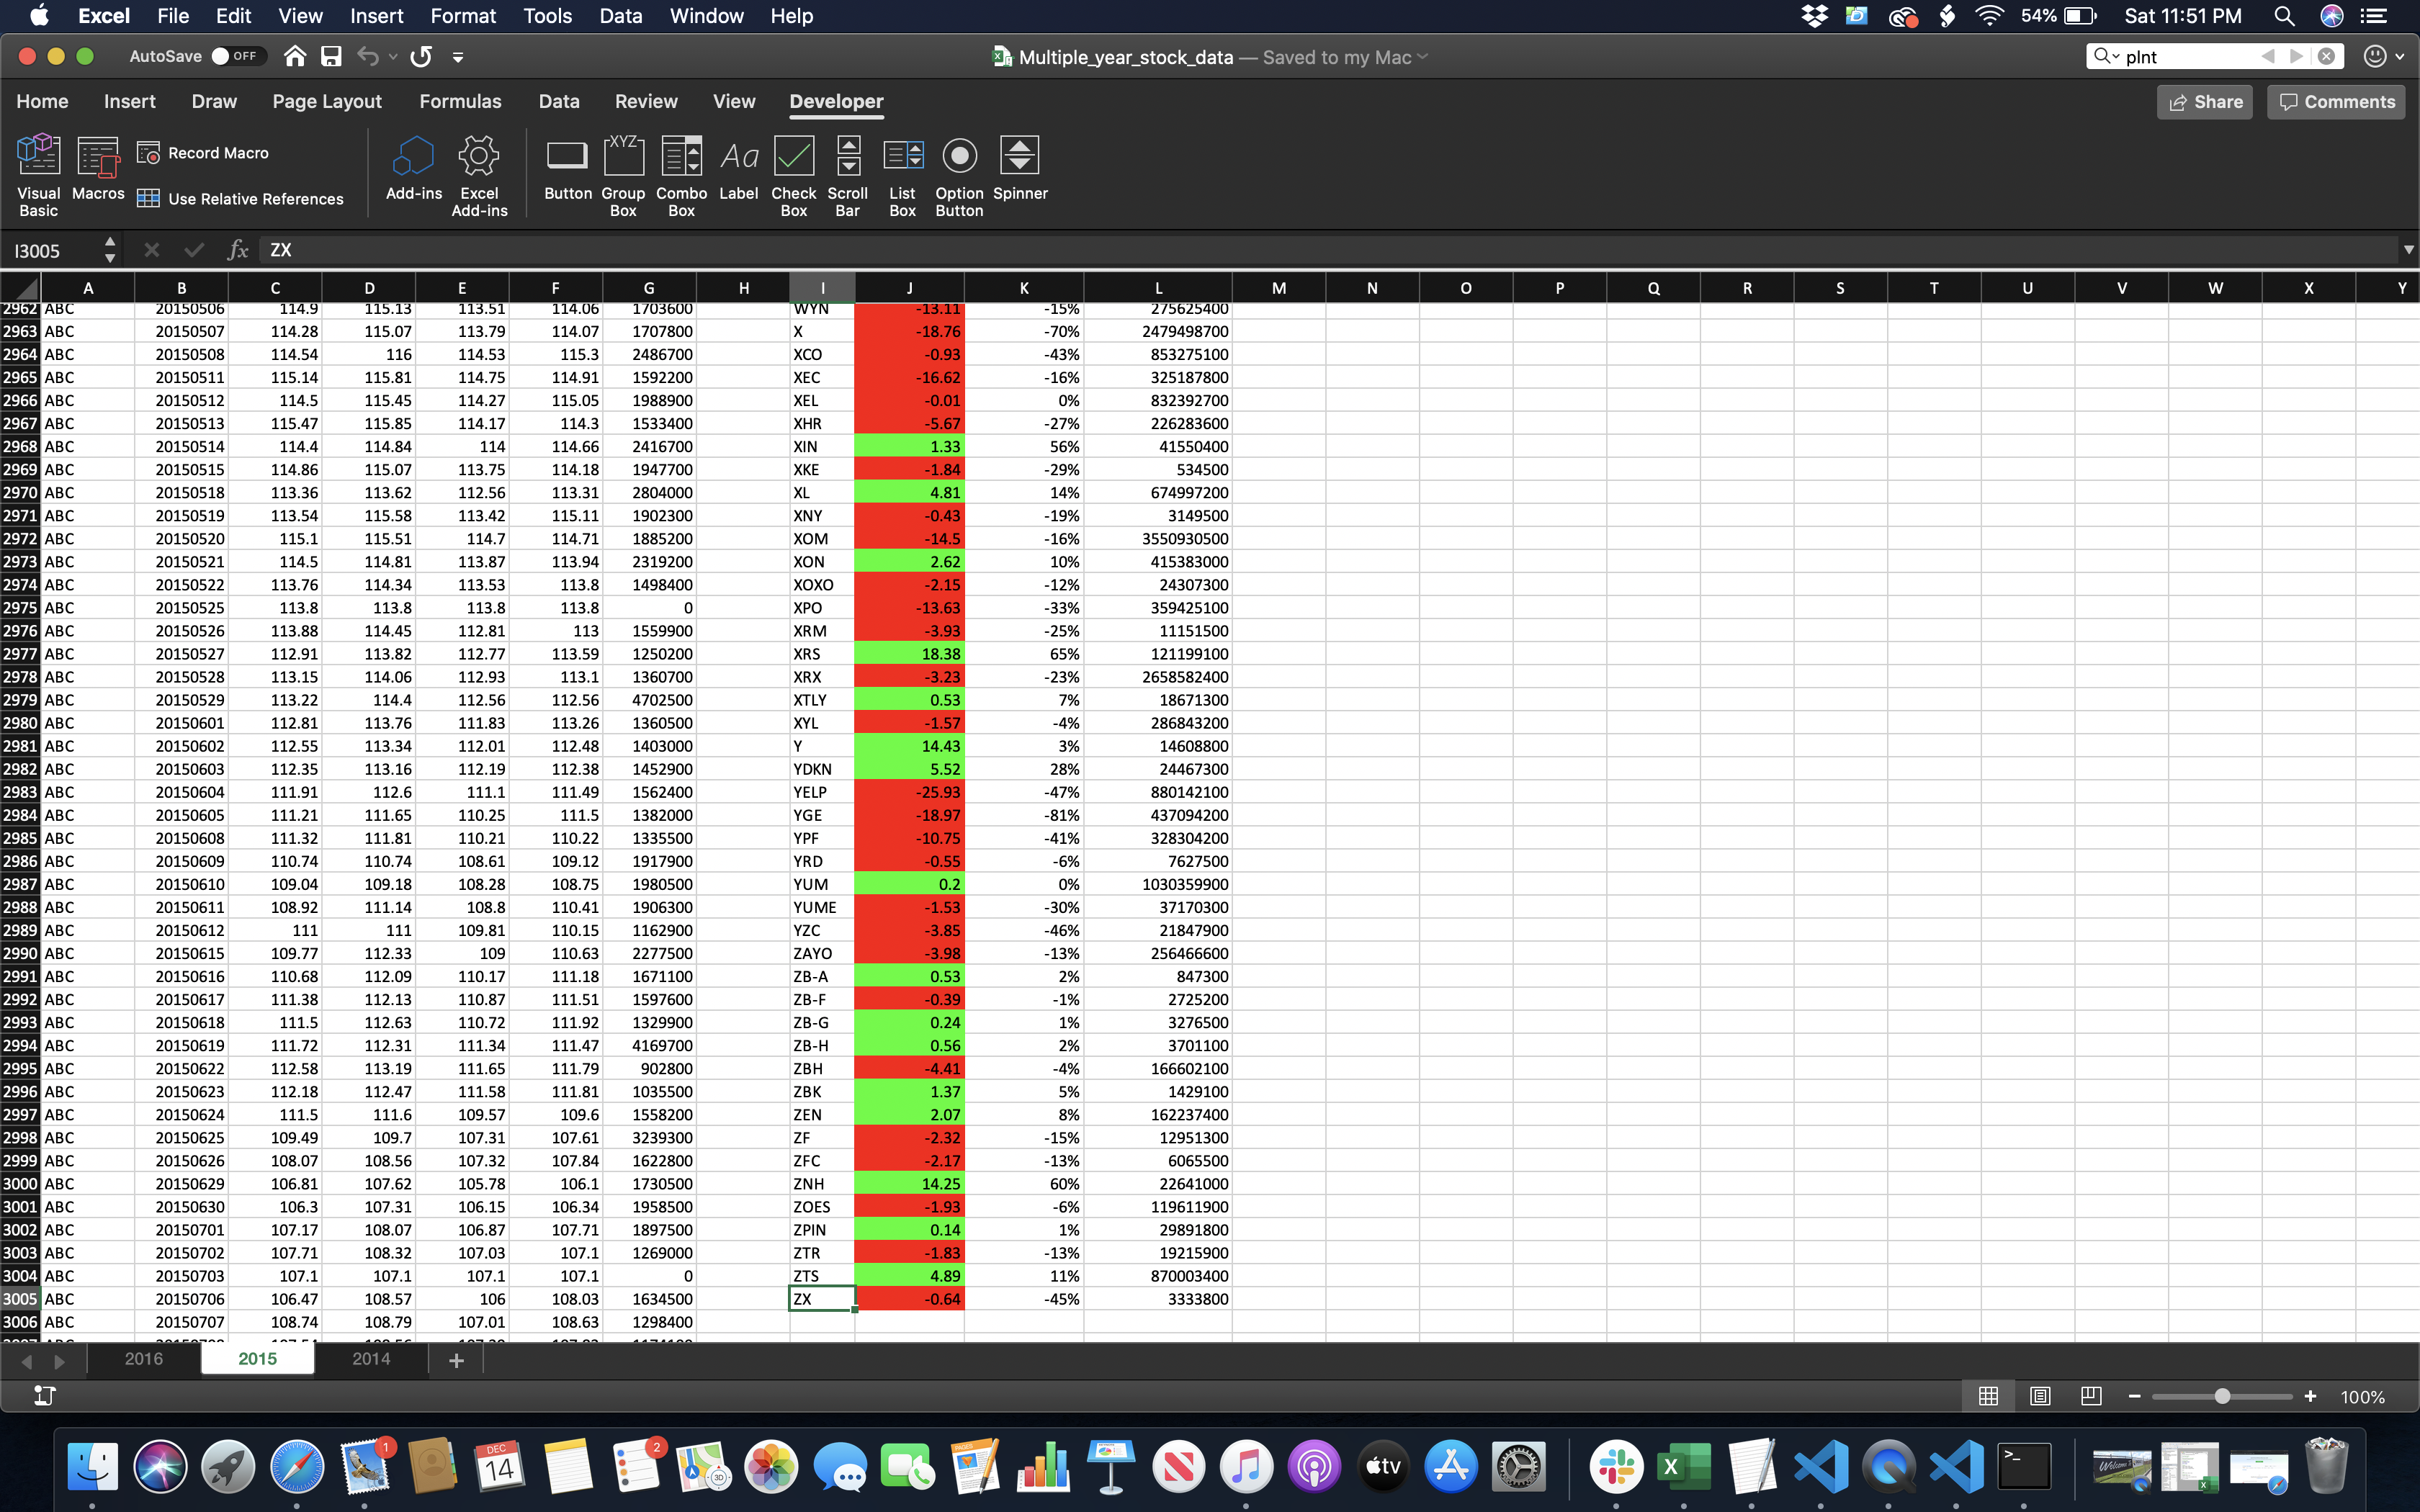 Excel File Edit View Insert Format Tools Data Window Help 54% Sat 11:51 PM
AutoSave OFF Multiple_year_stock_data — Saved to my Mac plnt
Home Insert Draw Page Layout Formulas Data Review View Developer Share Comments
Visual Basic Macros Record Macro Use Relative References Add-ins Excel Add-ins Button Group Box Combo Box Label Check Box Scroll Bar List Box Option Button Spinner
XYZ Aa
I3005 fx ZX
A B C D E F G H I J K L M N O P Q R S T U V W X Y
2962 ABC 20150506 114.9 115.13 113.51 114.06 1703600 WYN -13.11 -15% 275625400
2963 ABC 20150507 114.28 115.07 113.79 114.07 1707800 X -18.76 -70% 2479498700
2964 ABC 20150508 114.54 116 114.53 115.3 2486700 XCO -0.93 -43% 853275100
2965 ABC 20150511 115.14 115.81 114.75 114.91 1592200 XEC -16.62 -16% 325187800
2966 ABC 20150512 114.5 115.45 114.27 115.05 1988900 XEL -0.01 0% 832392700
2967 ABC 20150513 115.47 115.85 114.17 114.3 1533400 XHR -5.67 -27% 226283600
2968 ABC 20150514 114.4 114.84 114 114.66 2416700 XIN 1.33 56% 41550400
2969 ABC 20150515 114.86 115.07 113.75 114.18 1947700 XKE -1.84 -29% 534500
2970 ABC 20150518 113.36 113.62 112.56 113.31 2804000 XL 4.81 14% 674997200
2971 ABC 20150519 113.54 115.58 113.42 115.11 1902300 XNY -0.43 -19% 3149500
2972 ABC 20150520 115.1 115.51 114.7 114.71 1885200 XOM -14.5 -16% 3550930500
2973 ABC 20150521 114.5 114.81 113.87 113.94 2319200 XON 2.62 10% 415383000
2974 ABC 20150522 113.76 114.34 113.53 113.8 1498400 XOXO -2.15 -12% 24307300
2975 ABC 20150525 113.8 113.8 113.8 113.8 0 XPO -13.63 -33% 359425100
2976 ABC 20150526 113.88 114.45 112.81 113 1559900 XRM -3.93 -25% 11151500
2977 ABC 20150527 112.91 113.82 112.77 113.59 1250200 XRS 18.38 65% 121199100
2978 ABC 20150528 113.15 114.06 112.93 113.1 1360700 XRX -3.23 -23% 2658582400
2979 ABC 20150529 113.22 114.4 112.56 112.56 4702500 XTLY 0.53 7% 18671300
2980 ABC 20150601 112.81 113.76 111.83 113.26 1360500 XYL -1.57 -4% 286843200
2981 ABC 20150602 112.55 113.34 112.01 112.48 1403000 Y 14.43 3% 14608800
2982 ABC 20150603 112.35 113.16 112.19 112.38 1452900 YDKN 5.52 28% 24467300
2983 ABC 20150604 111.91 112.6 111.1 111.49 1562400 YELP -25.93 -47% 880142100
2984 ABC 20150605 111.21 111.65 110.25 111.5 1382000 YGE -18.97 -81% 437094200
2985 ABC 20150608 111.32 111.81 110.21 110.22 1335500 YPF -10.75 -41% 328304200
2986 ABC 20150609 110.74 110.74 108.61 109.12 1917900 YRD -0.55 -6% 7627500
2987 ABC 20150610 109.04 109.18 108.28 108.75 1980500 YUM 0.2 0% 1030359900
2988 ABC 20150611 108.92 111.14 108.8 110.41 1906300 YUME -1.53 -30% 37170300
2989 ABC 20150612 111 111 109.81 110.15 1162900 YZC -3.85 -46% 21847900
2990 ABC 20150615 109.77 112.33 109 110.63 2277500 ZAYO -3.98 -13% 256466600
2991 ABC 20150616 110.68 112.09 110.17 111.18 1671100 ZB-A 0.53 2% 847300
2992 ABC 20150617 111.38 112.13 110.87 111.51 1597600 ZB-F -0.39 -1% 2725200
2993 ABC 20150618 111.5 112.63 110.72 111.92 1329900 ZB-G 0.24 1% 3276500
2994 ABC 20150619 111.72 112.31 111.34 111.47 4169700 ZB-H 0.56 2% 3701100
2995 ABC 20150622 112.58 113.19 111.65 111.79 902800 ZBH -4.41 -4% 166602100
2996 ABC 20150623 112.18 112.47 111.58 111.81 1035500 ZBK 1.37 5% 1429100
2997 ABC 20150624 111.5 111.6 109.57 109.6 1558200 ZEN 2.07 8% 162237400
2998 ABC 20150625 109.49 109.7 107.31 107.61 3239300 ZF -2.32 -15% 12951300
2999 ABC 20150626 108.07 108.56 107.32 107.84 1622800 ZFC -2.17 -13% 6065500
3000 ABC 20150629 106.81 107.62 105.78 106.1 1730500 ZNH 14.25 60% 22641000
3001 ABC 20150630 106.3 107.31 106.15 106.34 1958500 ZOES -1.93 -6% 119611900
3002 ABC 20150701 107.17 108.07 106.87 107.71 1897500 ZPIN 0.14 1% 29891800
3003 ABC 20150702 107.71 108.32 107.03 107.1 1269000 ZTR -1.83 -13% 19215900
3004 ABC 20150703 107.1 107.1 107.1 107.1 0 ZTS 4.89 11% 870003400
3005 ABC 20150706 106.47 108.57 106 108.03 1634500 ZX -0.64 -45% 3333800
3006 ABC 20150707 108.74 108.79 107.01 108.63 1298400
2016 2015 2014 +
100%
1 DEC 14 2 3D PAGES tv X >_ Welcome